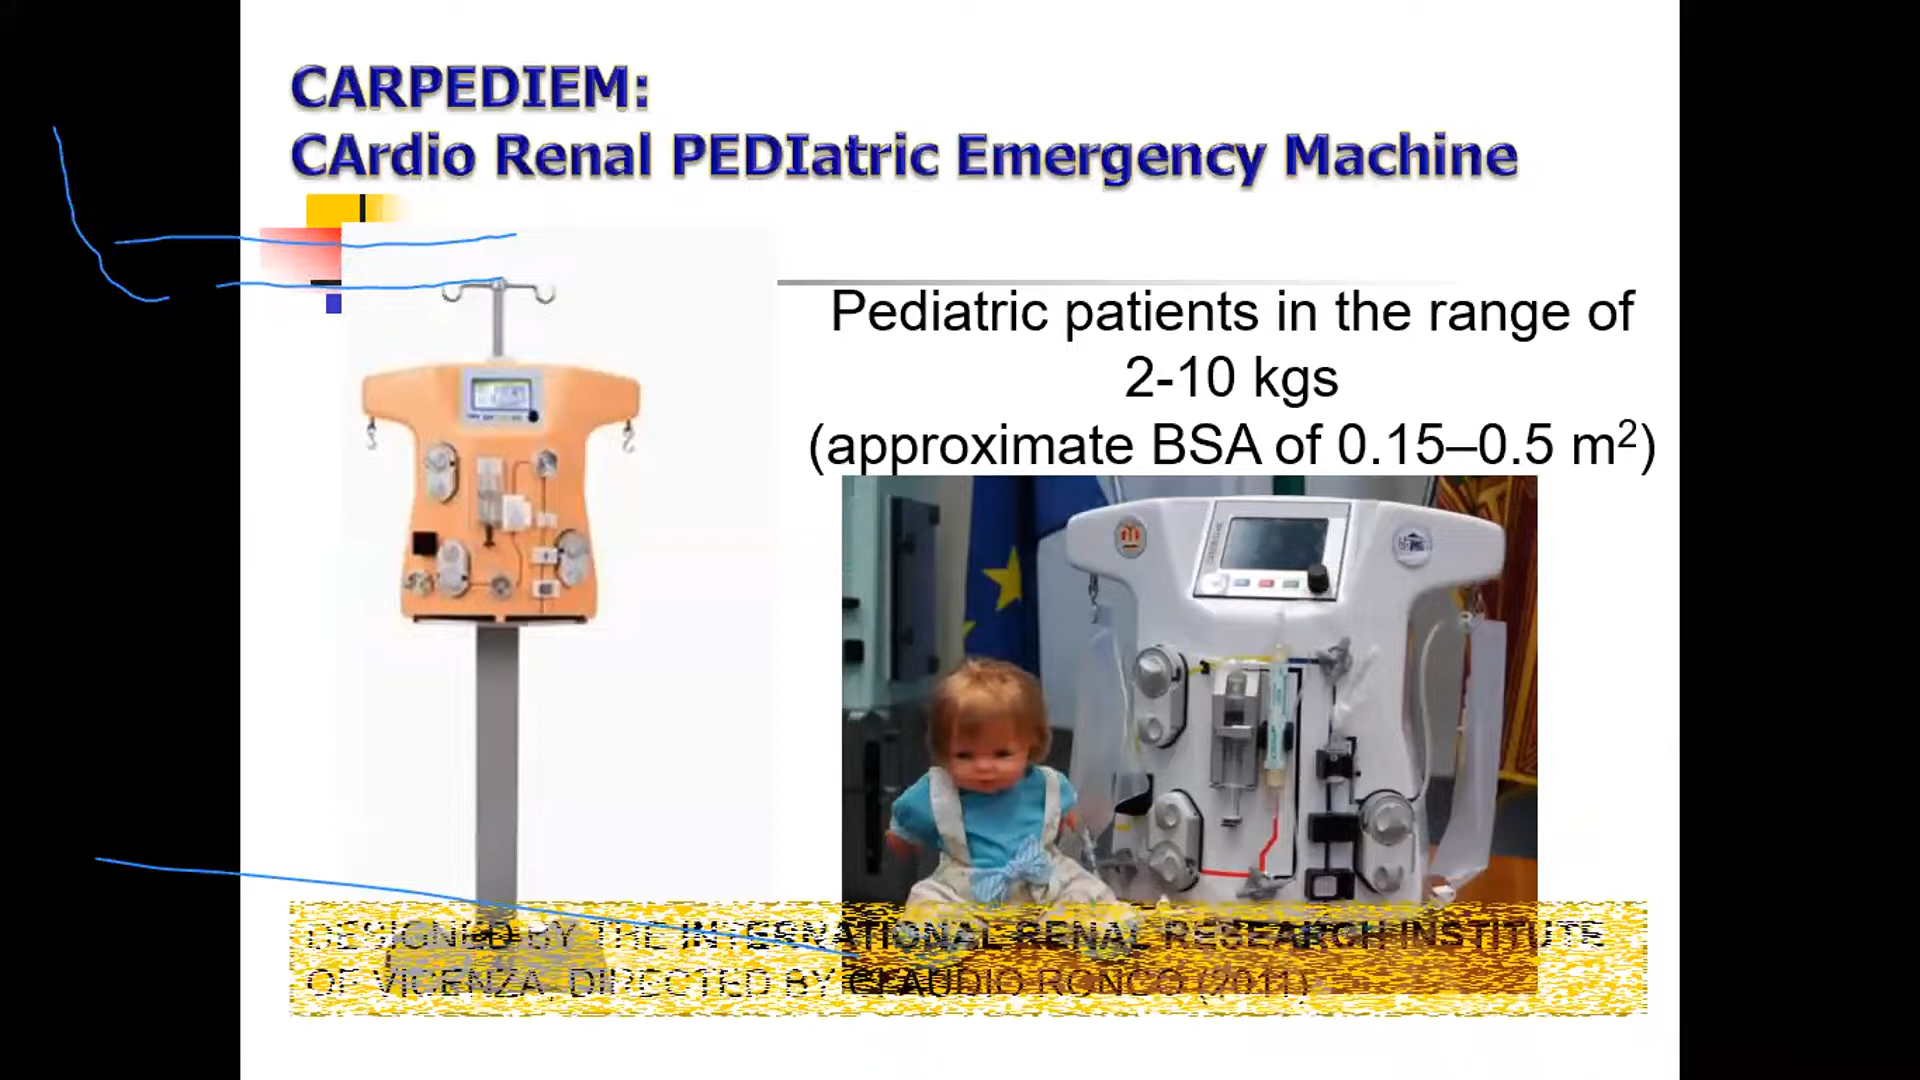 CARPEDIEM:
CArdio Renal PEDIatric Emergency Machine
Pediatric patients in the range of
2-10 kgs
(approximate BSA of 0.15–0.5 m²)
DESIGNED BY THE INTERNATIONAL RENAL RESEARCH INSTITUTE
OF VICENZA, DIRECTED BY CLAUDIO RONCO (2011)